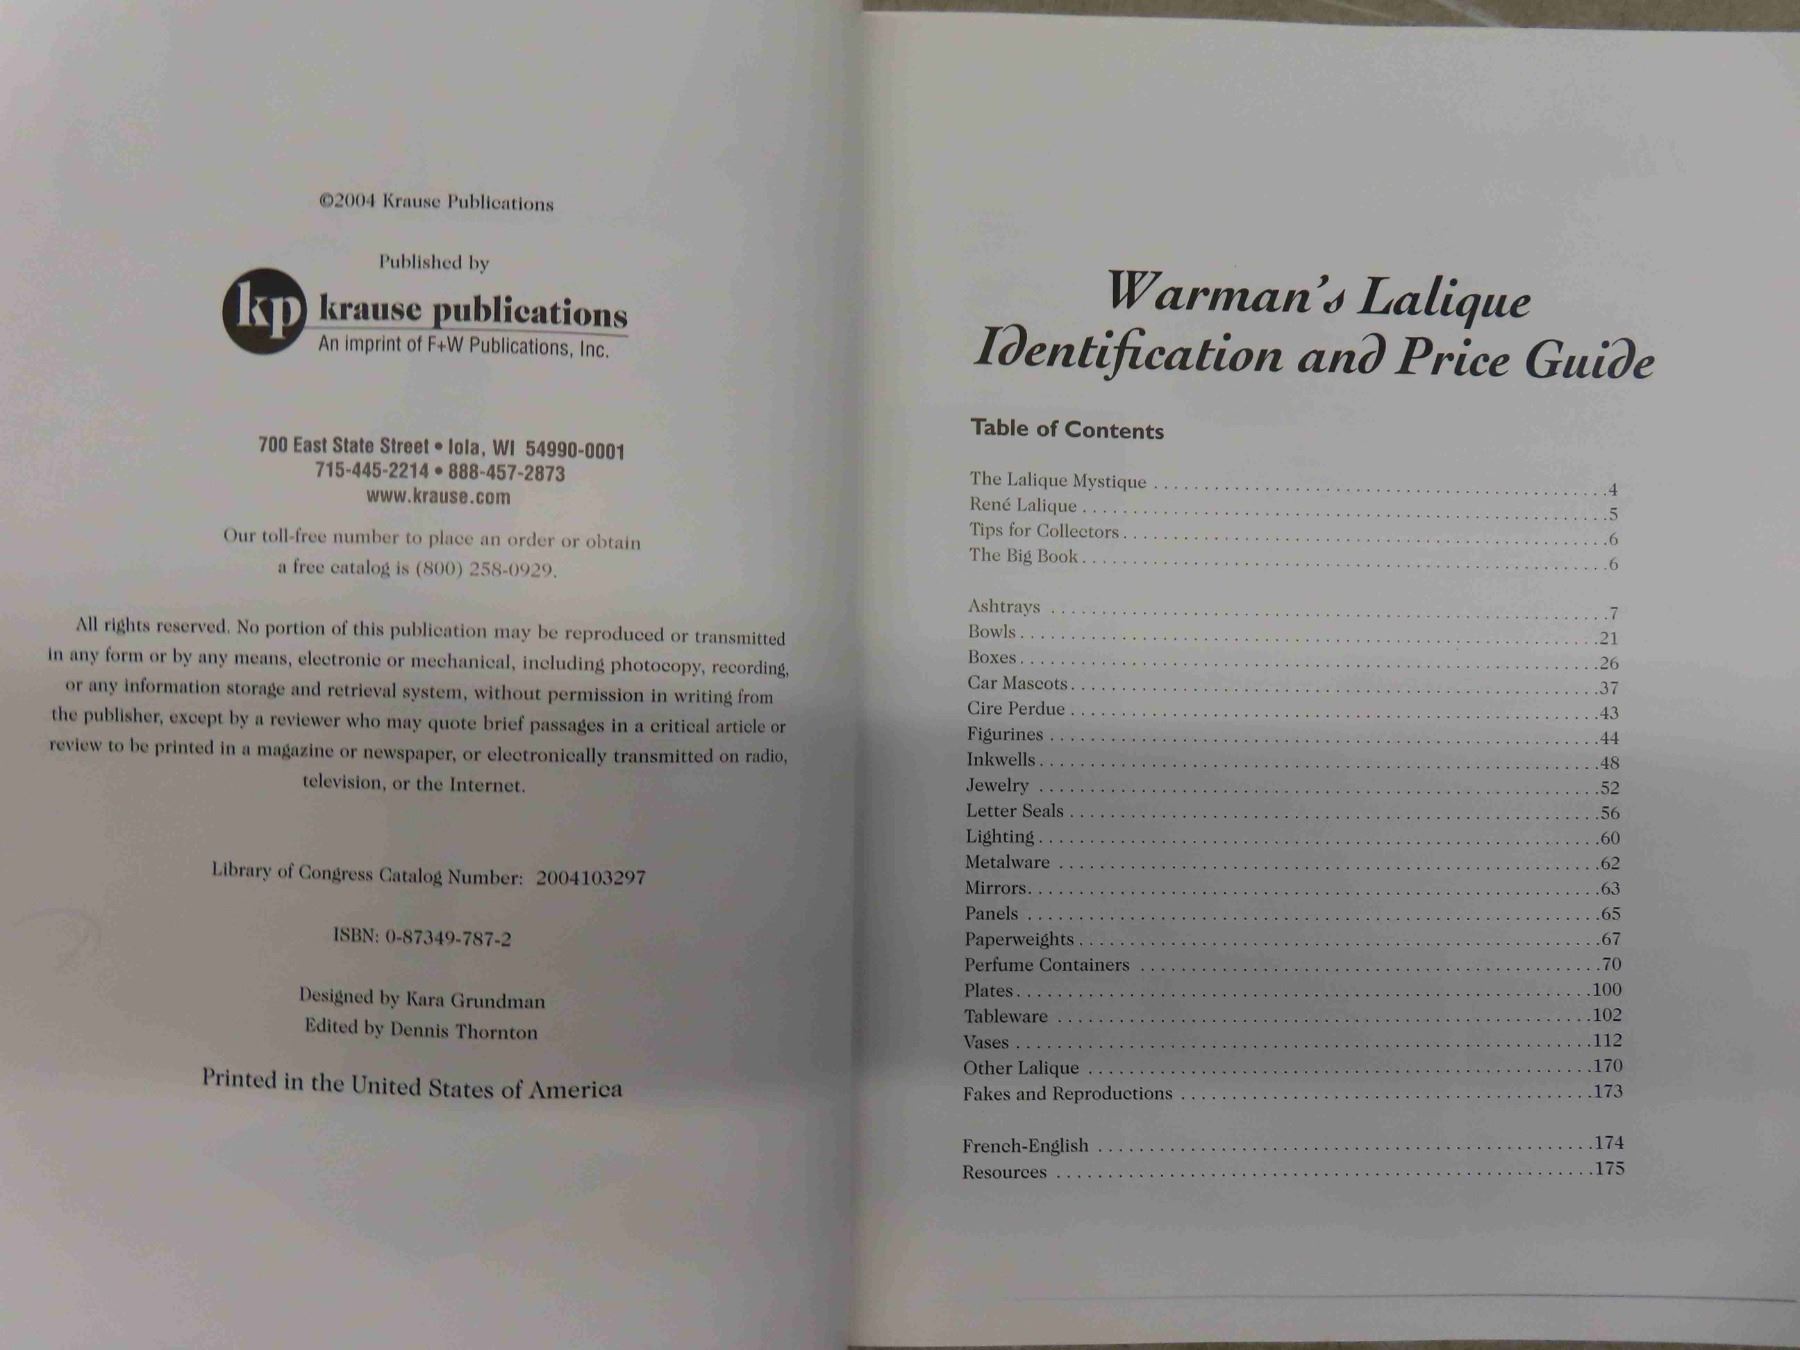 ©2004 Krause Publications
Published by
kp krause publications
An imprint of F+W Publications, Inc.
700 East State Street • Iola, WI 54990-0001
715-445-2214 • 888-457-2873
www.krause.com
Our toll-free number to place an order or obtain
a free catalog is (800) 258-0929.
All rights reserved. No portion of this publication may be reproduced or transmitted
in any form or by any means, electronic or mechanical, including photocopy, recording,
or any information storage and retrieval system, without permission in writing from
the publisher, except by a reviewer who may quote brief passages in a critical article or
review to be printed in a magazine or newspaper, or electronically transmitted on radio,
television, or the Internet.
Library of Congress Catalog Number: 2004103297
ISBN: 0-87349-787-2
Designed by Kara Grundman
Edited by Dennis Thornton
Printed in the United States of America
Warman's Lalique
Identification and Price Guide
Table of Contents
The Lalique Mystique . . . . . . . . . . 4
René Lalique . . . . . . . . . . 5
Tips for Collectors . . . . . . . . . . 6
The Big Book . . . . . . . . . . 6
Ashtrays . . . . . . . . . . 7
Bowls . . . . . . . . . . 21
Boxes . . . . . . . . . . 26
Car Mascots . . . . . . . . . . 37
Cire Perdue . . . . . . . . . . 43
Figurines . . . . . . . . . . 44
Inkwells . . . . . . . . . . 48
Jewelry . . . . . . . . . . 52
Letter Seals . . . . . . . . . . 56
Lighting . . . . . . . . . . 60
Metalware . . . . . . . . . . 62
Mirrors . . . . . . . . . . 63
Panels . . . . . . . . . . 65
Paperweights . . . . . . . . . . 67
Perfume Containers . . . . . . . . . . 70
Plates . . . . . . . . . . 100
Tableware . . . . . . . . . . 102
Vases . . . . . . . . . . 112
Other Lalique . . . . . . . . . . 170
Fakes and Reproductions . . . . . . . . . . 173
French-English . . . . . . . . . . 174
Resources . . . . . . . . . . 175